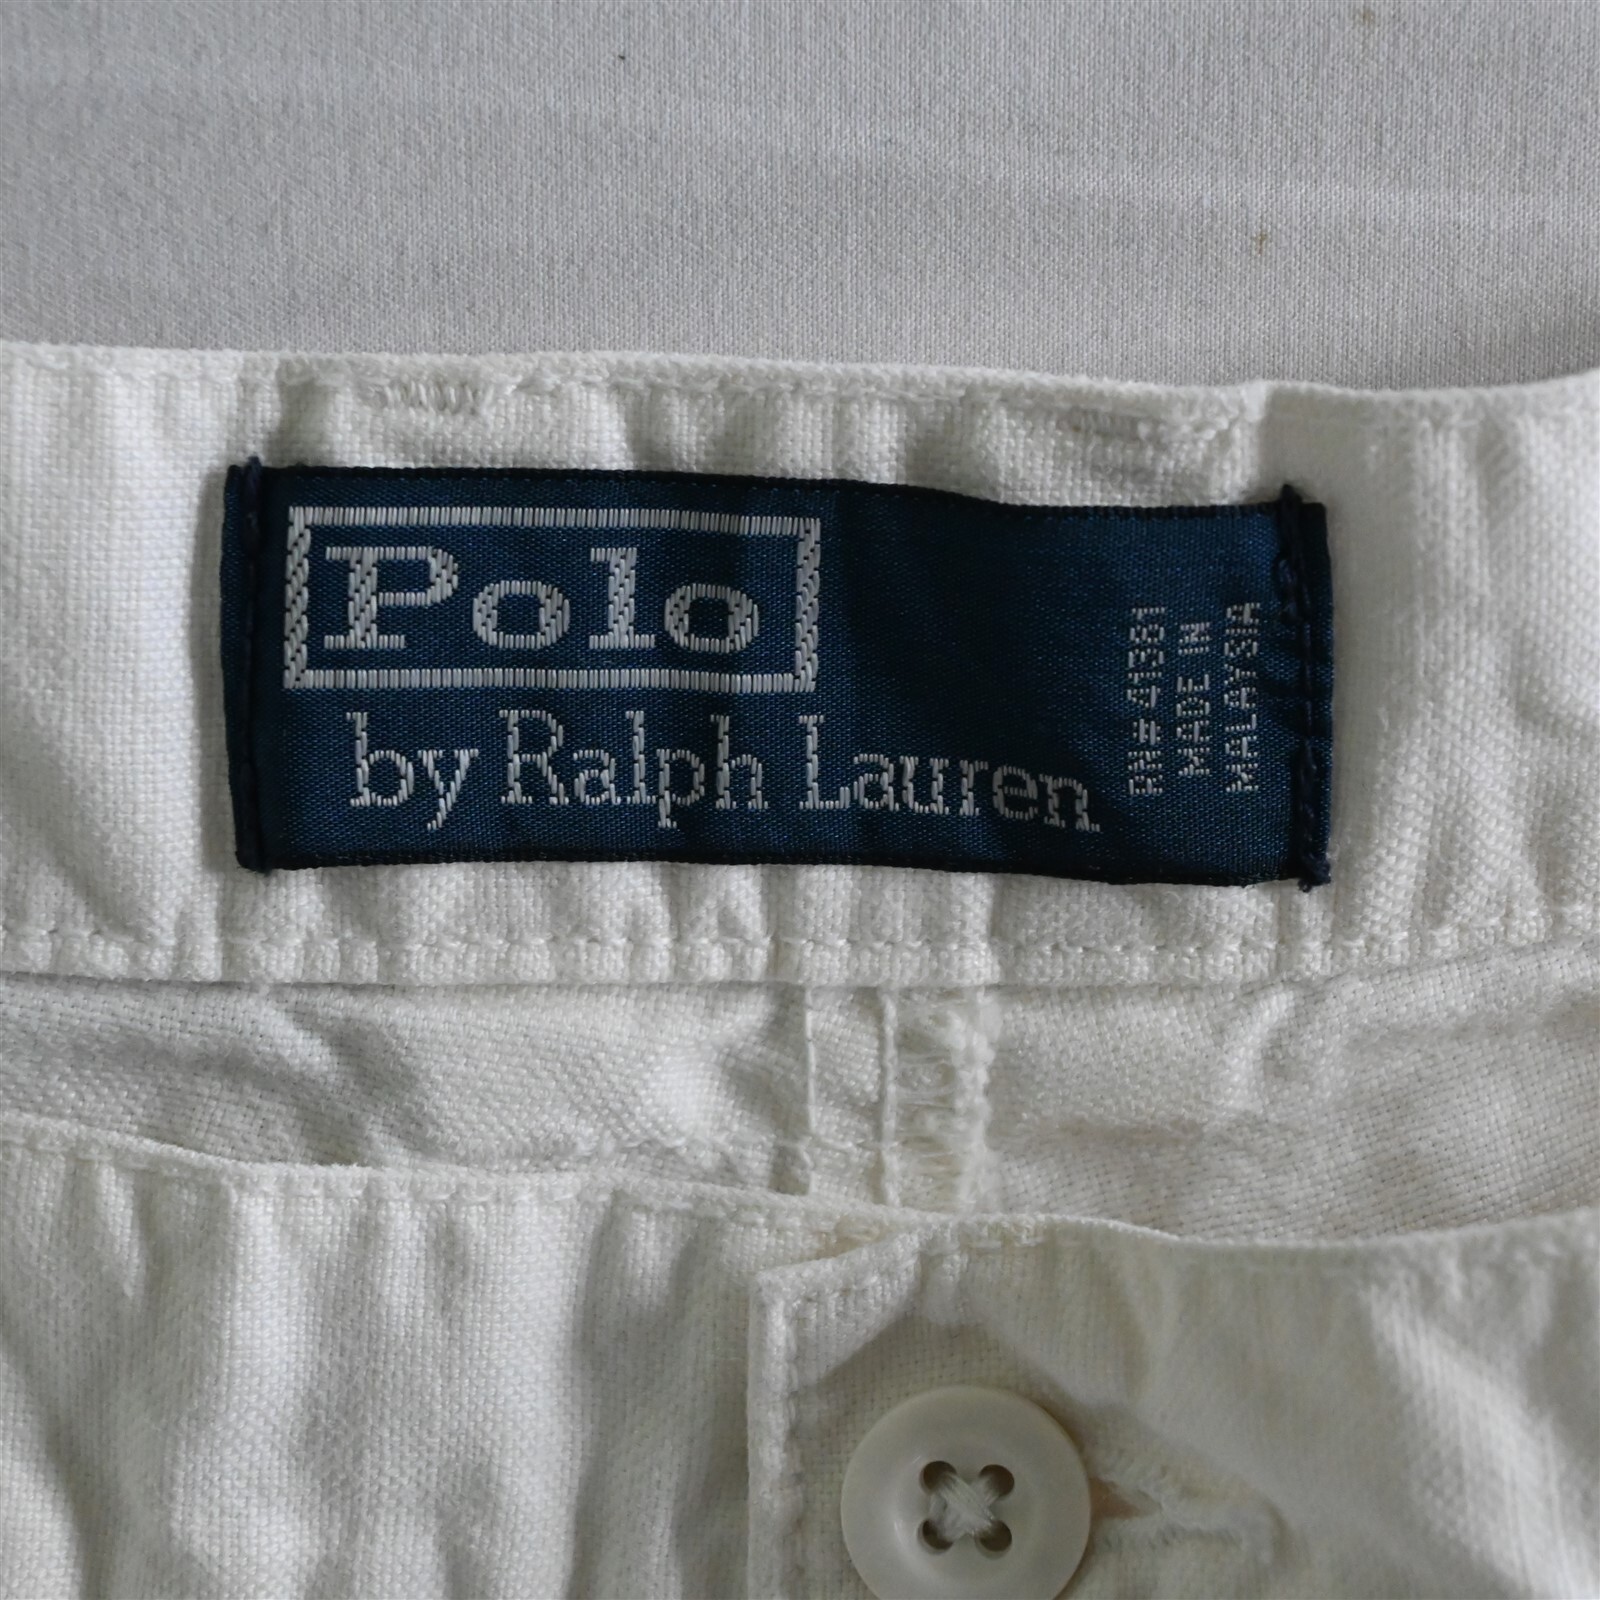 Polo
by Ralph Lauren
RN#41381
MADE IN
MALAYSIA